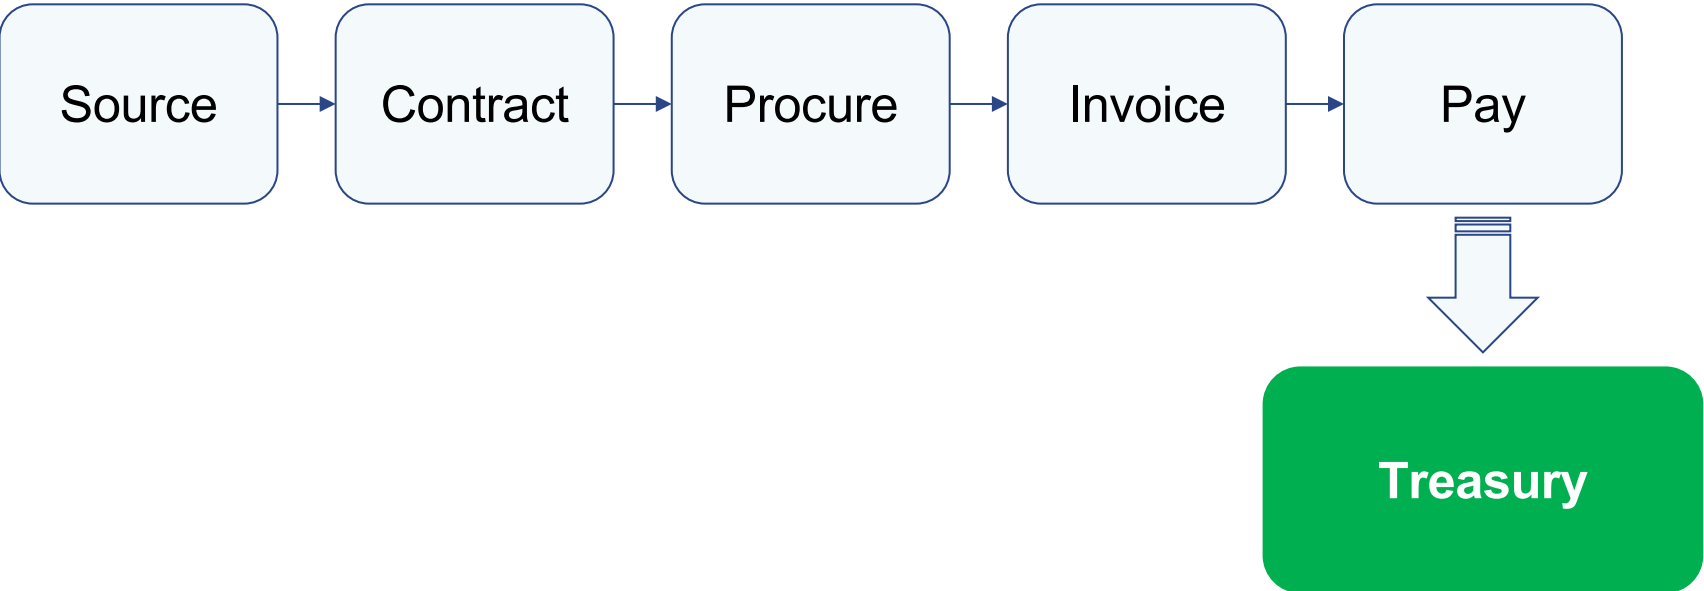 Source
Contract
Procure
Invoice
Pay
Treasury